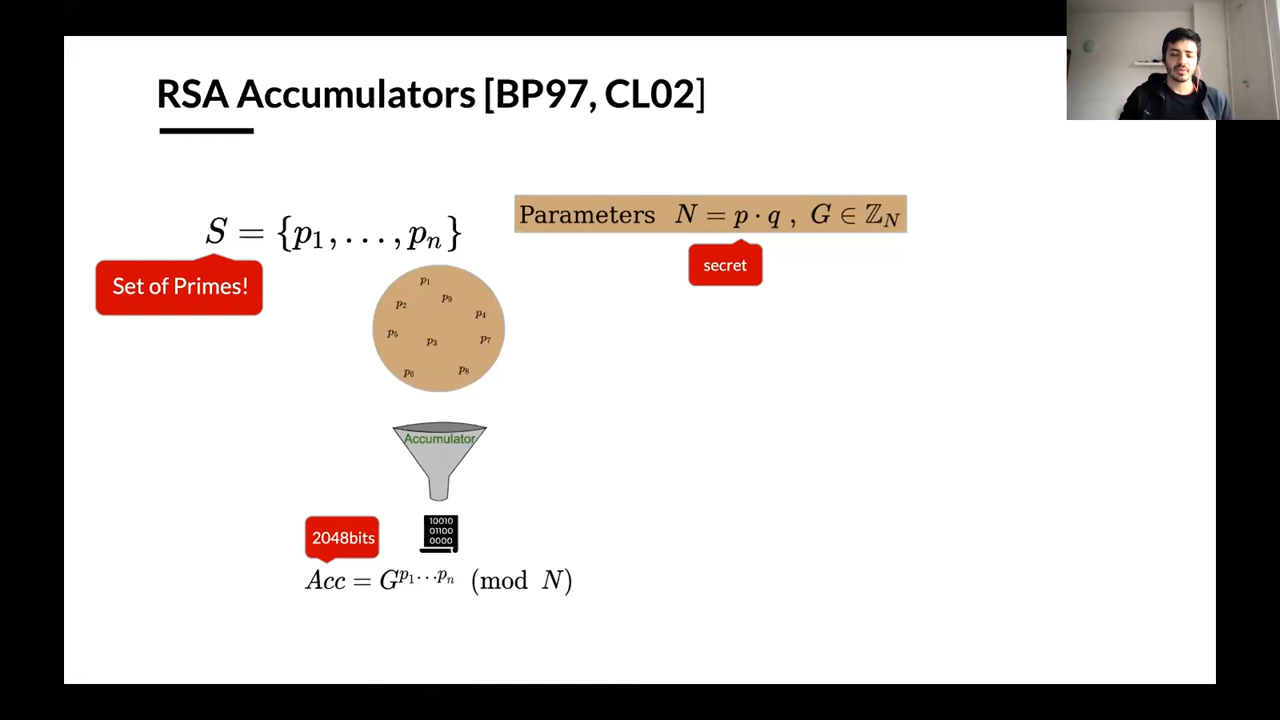 RSA Accumulators [BP97, CL02]
S = {p₁, . . . , pₙ}
Parameters N = p · q , G ∈ ℤ_N
secret
Set of Primes!
p₁
p₉
p₂
p₄
p₅
p₃
p₇
p₆
p₈
Accumulator
2048bits
10010
01100
0000
Acc = G^{p₁···pₙ} (mod N)